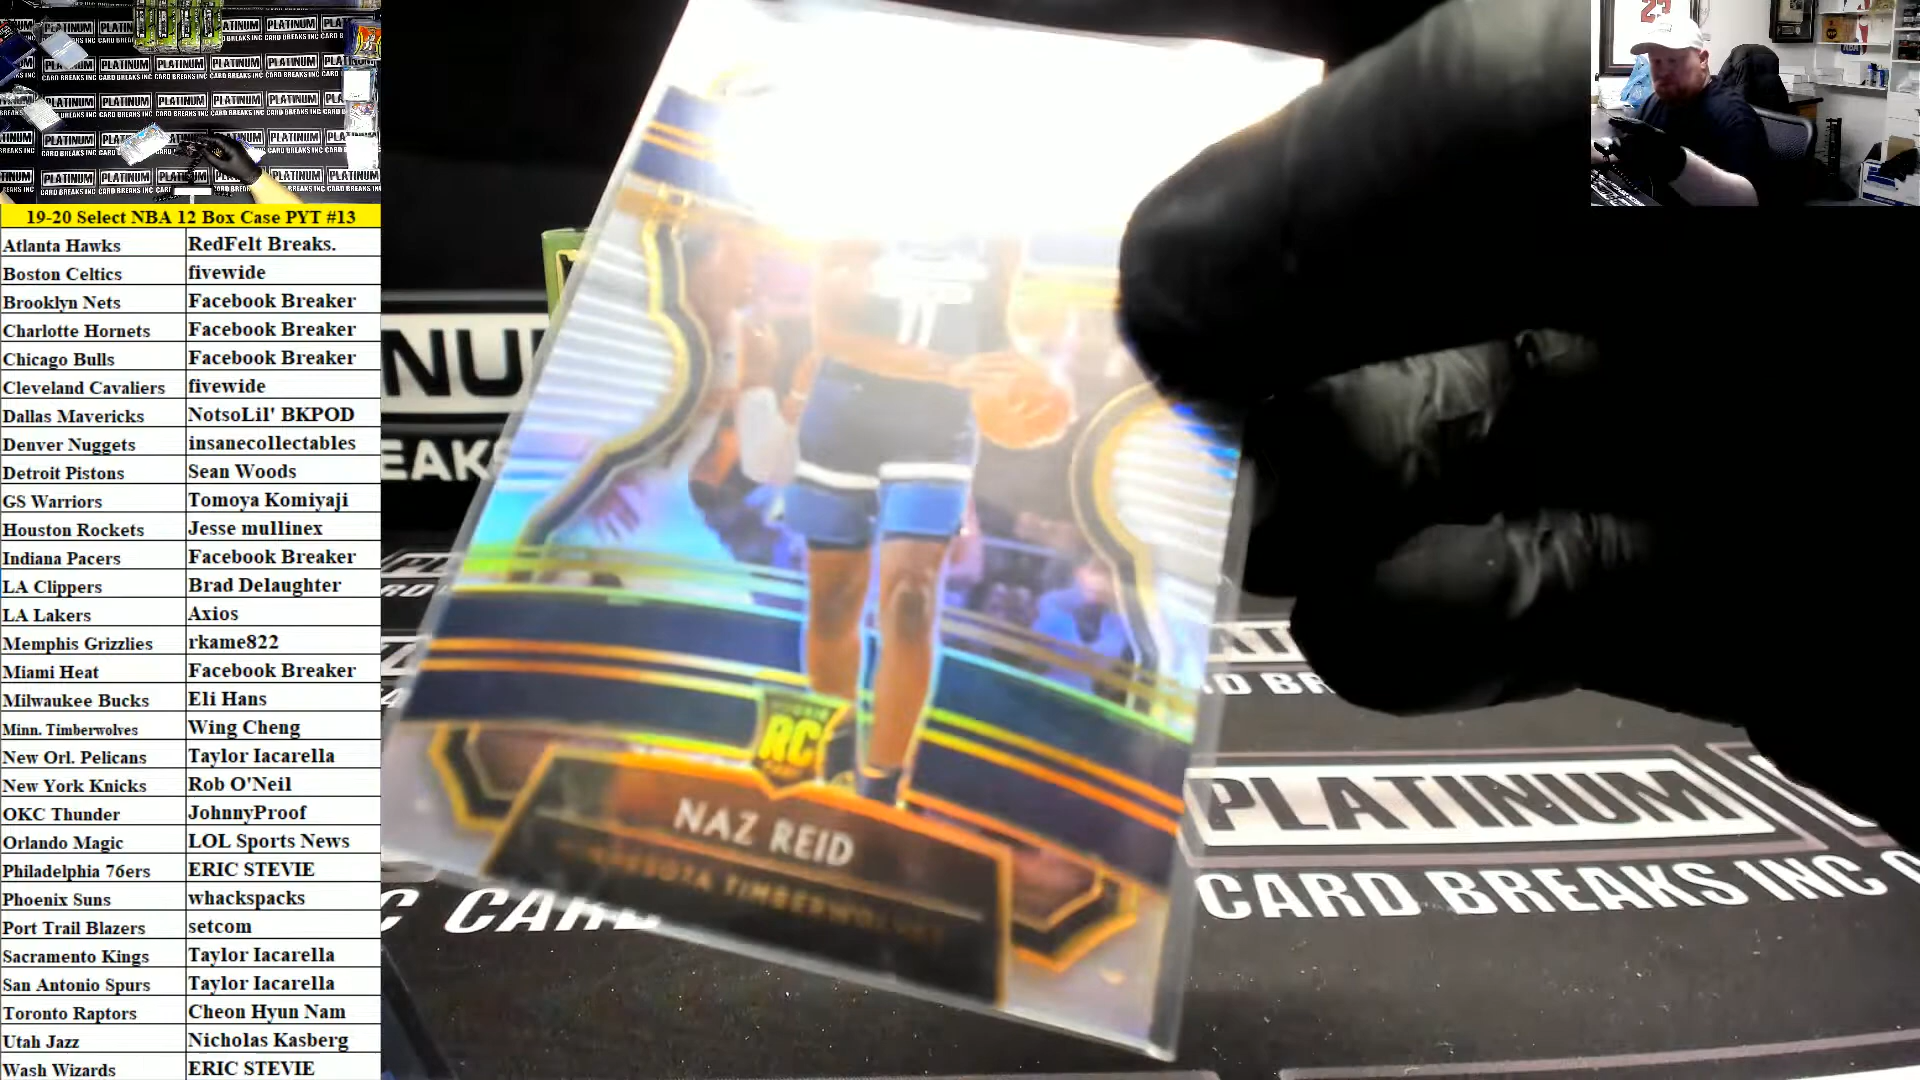 19-20 Select NBA 12 Box Case PYT #13
Atlanta Hawks RedFelt Breaks.
Boston Celtics fivewide
Brooklyn Nets Facebook Breaker
Charlotte Hornets Facebook Breaker
Chicago Bulls Facebook Breaker
Cleveland Cavaliers fivewide
Dallas Mavericks NotsoLil' BKPOD
Denver Nuggets insanecollectables
Detroit Pistons Sean Woods
GS Warriors Tomoya Komiyaji
Houston Rockets Jesse mullinex
Indiana Pacers Facebook Breaker
LA Clippers Brad Delaughter
LA Lakers Axios
Memphis Grizzlies rkame822
Miami Heat Facebook Breaker
Milwaukee Bucks Eli Hans
Minn. Timberwolves Wing Cheng
New Orl. Pelicans Taylor Iacarella
New York Knicks Rob O'Neil
OKC Thunder JohnnyProof
Orlando Magic LOL Sports News
Philadelphia 76ers ERIC STEVIE
Phoenix Suns whackspacks
Port Trail Blazers setcom
Sacramento Kings Taylor Iacarella
San Antonio Spurs Taylor Iacarella
Toronto Raptors Cheon Hyun Nam
Utah Jazz Nicholas Kasberg
Wash Wizards ERIC STEVIE
RC
NAZ REID
TIMBERWOLVES
PLATINUM
CARD BREAKS INC
23